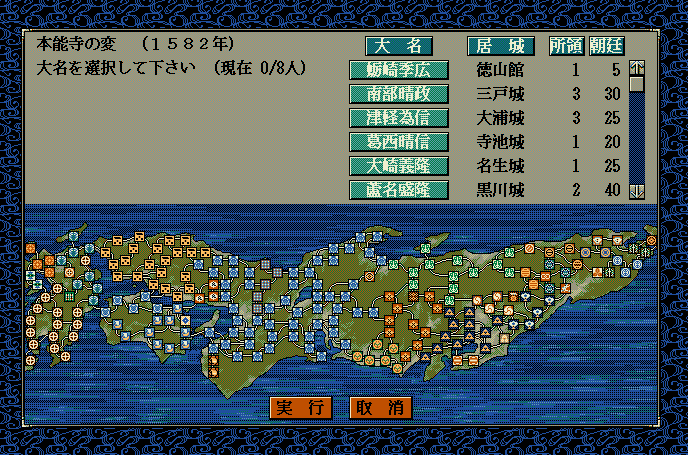 本能寺の変 (1582年)
大名を選択して下さい (現在 0/8人)
大名 居城 所領 朝廷
蛎崎季広 徳山館 1 5
南部晴政 三戸城 3 30
津軽為信 大浦城 3 25
葛西晴信 寺池城 1 20
大崎義隆 名生城 1 25
蘆名盛隆 黒川城 2 40
実行 取消